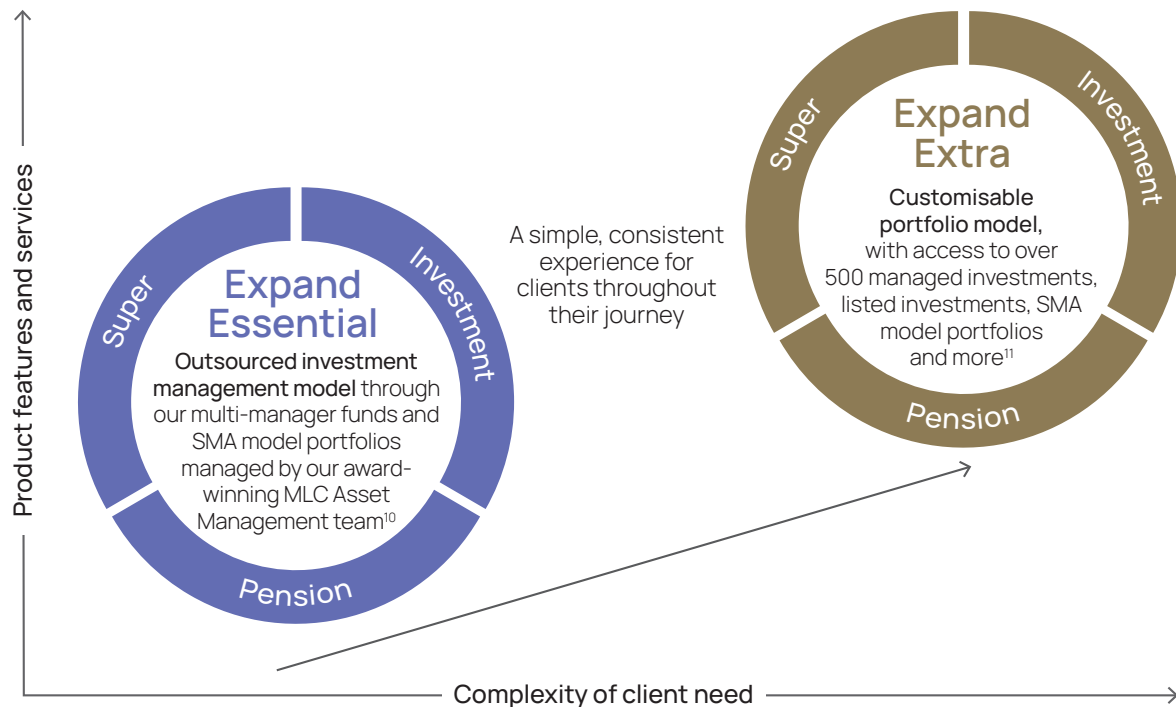 Product features and services
Super
Investment
Pension
Expand
Essential
Outsourced investment
management model through
our multi-manager funds and
SMA model portfolios
managed by our award-
winning MLC Asset
Management team¹⁰
A simple, consistent
experience for
clients throughout
their journey
Super
Investment
Pension
Expand
Extra
Customisable
portfolio model,
with access to over
500 managed investments,
listed investments, SMA
model portfolios
and more¹¹
Complexity of client need